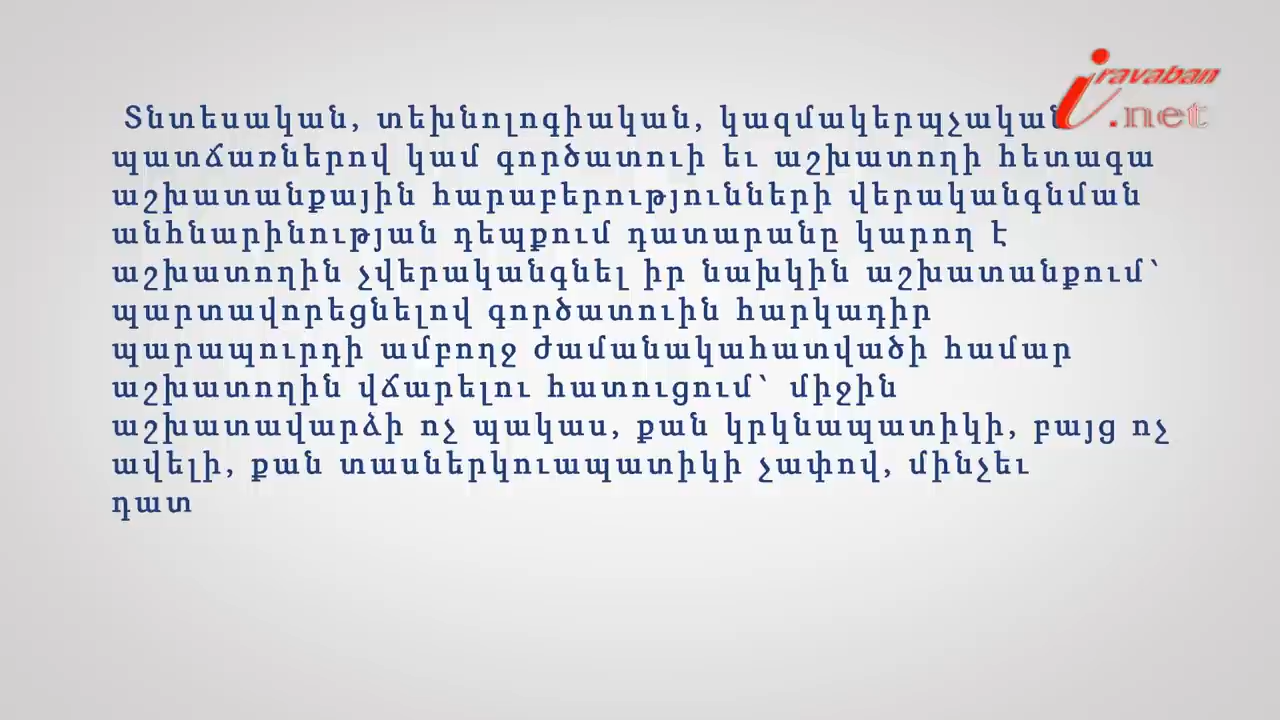 iravaban
.net
Տնտեսական, տեխնոլոգիական, կազմակերպչական
պատճառներով կամ գործատուի եւ աշխատողի հետագա
աշխատանքային հարաբերությունների վերականգնման
անհնարինության դեպքում դատարանը կարող է
աշխատողին չվերականգնել իր նախկին աշխատանքում՝
պարտավորեցնելով գործատուին հարկադիր
պարապուրդի ամբողջ ժամանակահատվածի համար
աշխատողին վճարելու հատուցում՝ միջին
աշխատավարձի ոչ պակաս, քան կրկնապատիկի, բայց ոչ
ավելի, քան տասներկուապատիկի չափով, մինչեւ
դատ